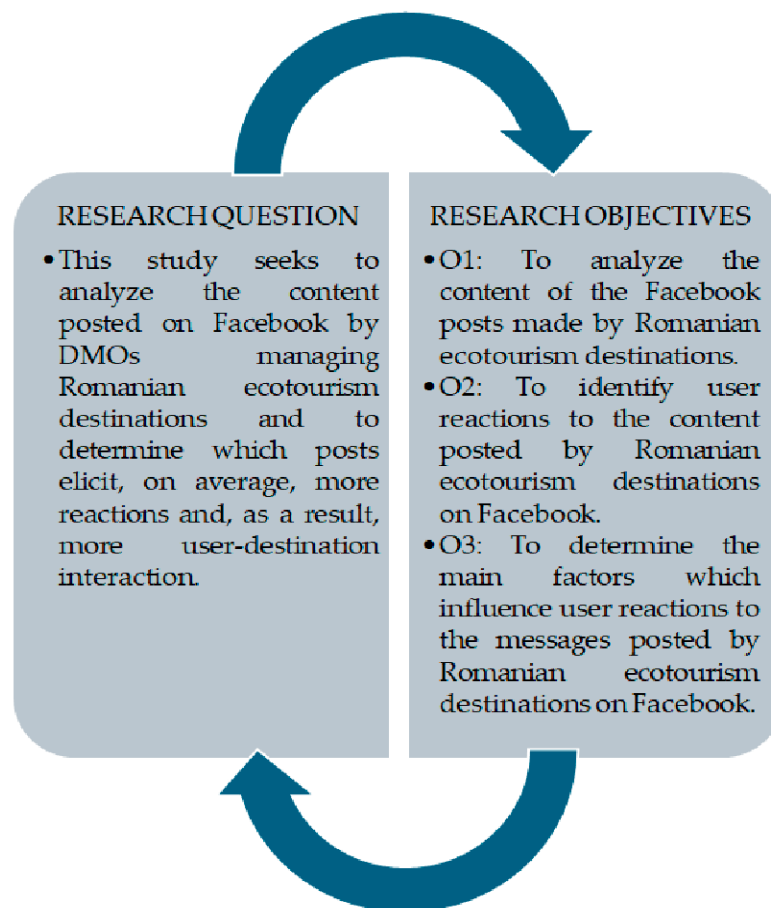 RESEARCH QUESTION
•This study seeks to
analyze the content
posted on Facebook by
DMOs managing
Romanian ecotourism
destinations and to
determine which posts
elicit, on average, more
reactions and, as a result,
more user-destination
interaction.
RESEARCH OBJECTIVES
•O1: To analyze the
content of the Facebook
posts made by Romanian
ecotourism destinations.
•O2: To identify user
reactions to the content
posted by Romanian
ecotourism destinations
on Facebook.
•O3: To determine the
main factors which
influence user reactions to
the messages posted by
Romanian ecotourism
destinations on Facebook.